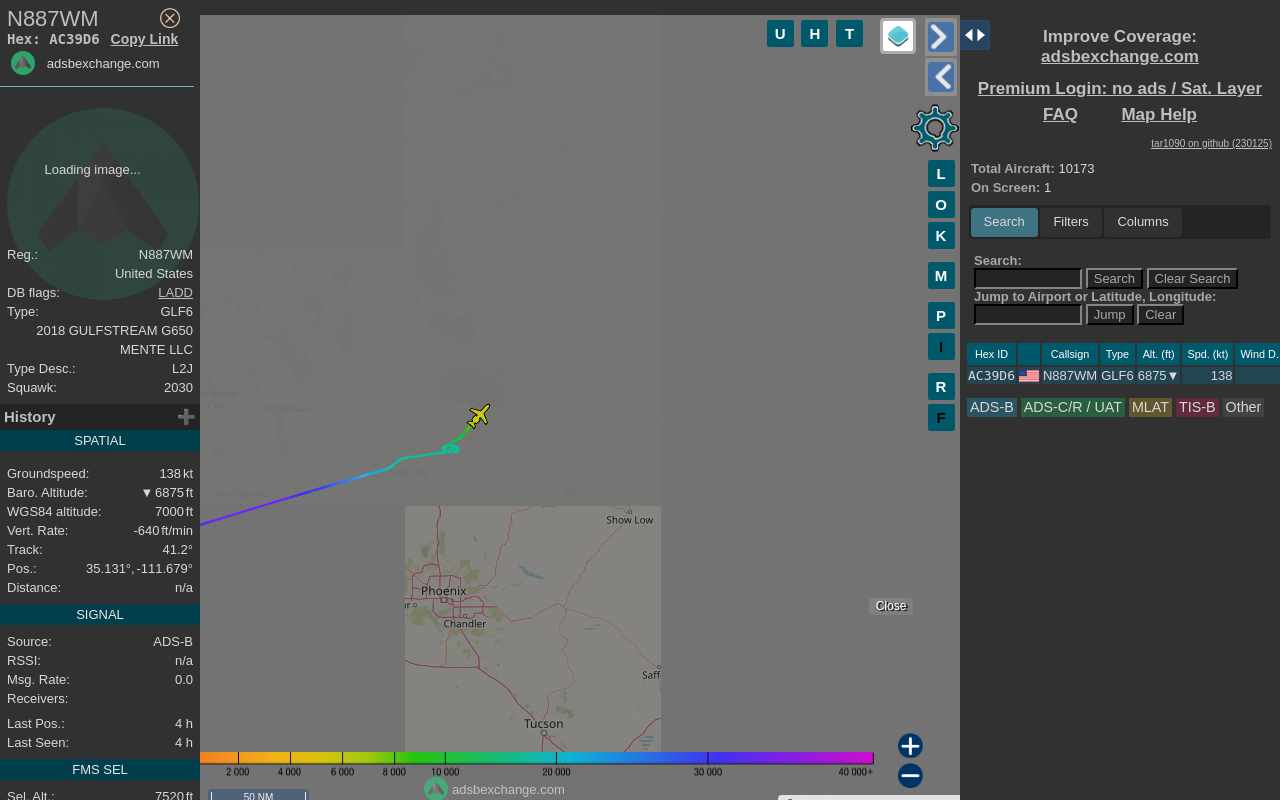 N887WM
Hex: AC39D6 Copy Link
adsbexchange.com
Loading image...
Reg.: N887WM
United States
DB flags: LADD
Type: GLF6
2018 GULFSTREAM G650
MENTE LLC
Type Desc.: L2J
Squawk: 2030
History
SPATIAL
Groundspeed: 138 kt
Baro. Altitude: ▼ 6875 ft
WGS84 altitude: 7000 ft
Vert. Rate: -640 ft/min
Track: 41.2°
Pos.: 35.131°, -111.679°
Distance: n/a
SIGNAL
Source: ADS-B
RSSI: n/a
Msg. Rate: 0.0
Receivers:
Last Pos.: 4 h
Last Seen: 4 h
FMS SEL
Sel. Alt.: 7520 ft
U H T
L
O
K
M
P
I
R
F
Kingman
Show Low
Phoenix
Chandler
Saff
Tucson
Close
2 000 4 000 6 000 8 000 10 000 20 000 30 000 40 000+
adsbexchange.com
50 NM
Improve Coverage:
adsbexchange.com
Premium Login: no ads / Sat. Layer
FAQ Map Help
tar1090 on github (230125)
Total Aircraft: 10173
On Screen: 1
Search Filters Columns
Search:
Search Clear Search
Jump to Airport or Latitude, Longitude:
Jump Clear
Hex ID Callsign Type Alt. (ft) Spd. (kt) Wind D.
AC39D6 N887WM GLF6 6875▼ 138
ADS-B ADS-C/R / UAT MLAT TIS-B Other